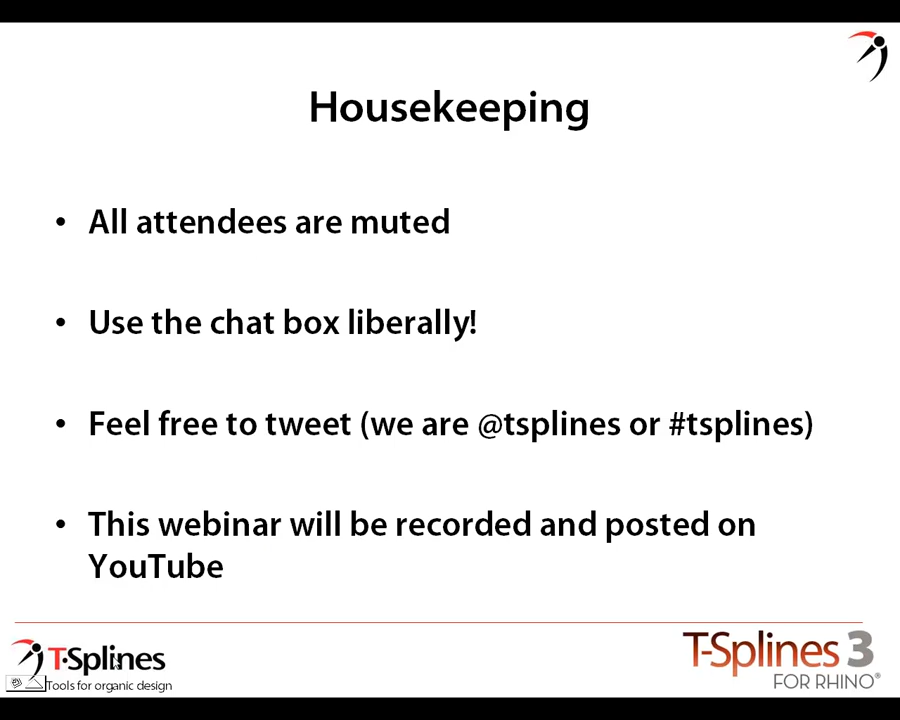 Housekeeping
• All attendees are muted
• Use the chat box liberally!
• Feel free to tweet (we are @tsplines or #tsplines)
• This webinar will be recorded and posted on
YouTube
T•Splines
Tools for organic design
T-Splines 3
FOR RHINO®